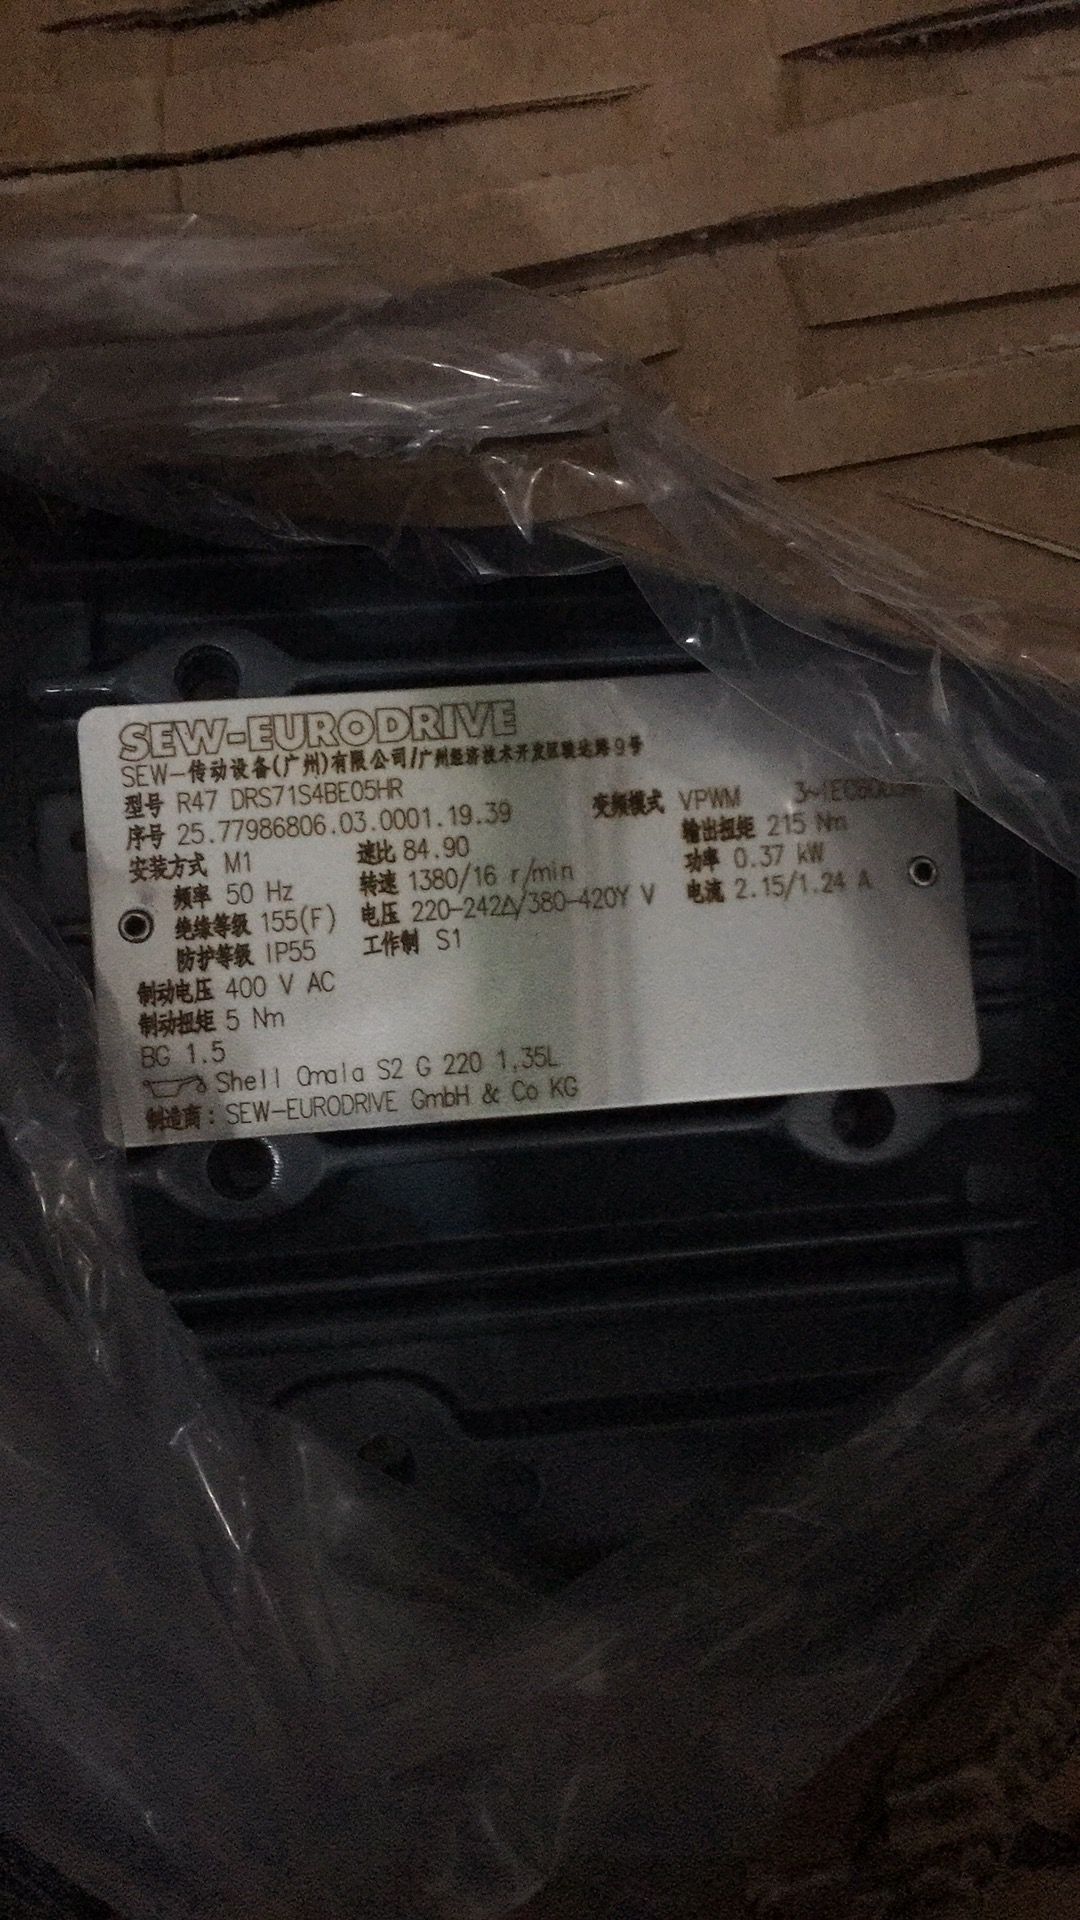 SEW-EURODRIVE
SEW-传动设备(广州)有限公司/广州经济技术开发区骏达路9号
型号 R47 DRS71S4BE05HR
序号 25.77986806.03.0001.19.39 变频模式 VPWM 3~IEC60034
安装方式 M1 速比 84.90 输出扭矩 215 Nm
频率 50 Hz 转速 1380/16 r/min 功率 0.37 kW
绝缘等级 155(F) 电压 220-242Δ/380-420Y V 电流 2.15/1.24 A
防护等级 IP55 工作制 S1
制动电压 400 V AC
制动扭矩 5 Nm
BG 1.5
Shell Omala S2 G 220 1,35L
制造商: SEW-EURODRIVE GmbH & Co KG